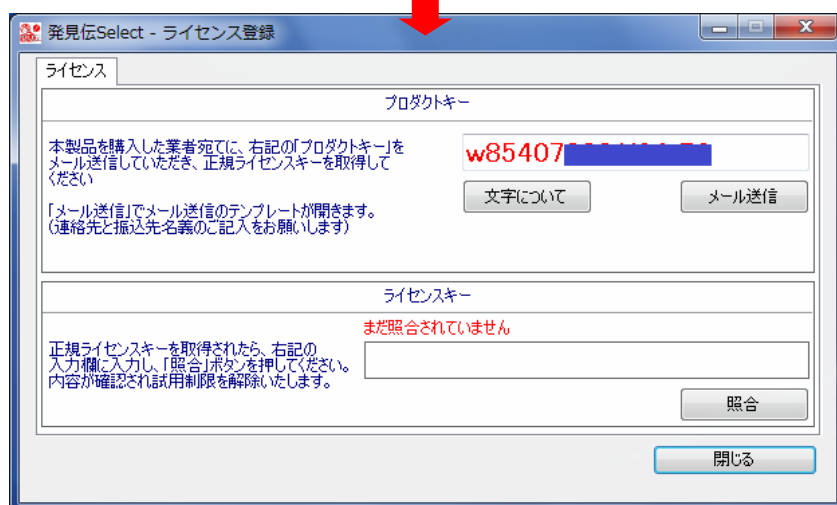 発見伝Select - ライセンス登録
ライセンス
プロダクトキー
本製品を購入した業者宛てに、右記の「プロダクトキー」を
メール送信していただき、正規ライセンスキーを取得して
ください
w85407
文字について
メール送信
「メール送信」でメール送信のテンプレートが開きます。
(連絡先と振込先名義のご記入をお願いします)
ライセンスキー
まだ照合されていません
正規ライセンスキーを取得されたら、右記の
入力欄に入力し、「照合」ボタンを押してください。
内容が確認され試用制限を解除いたします。
照合
閉じる